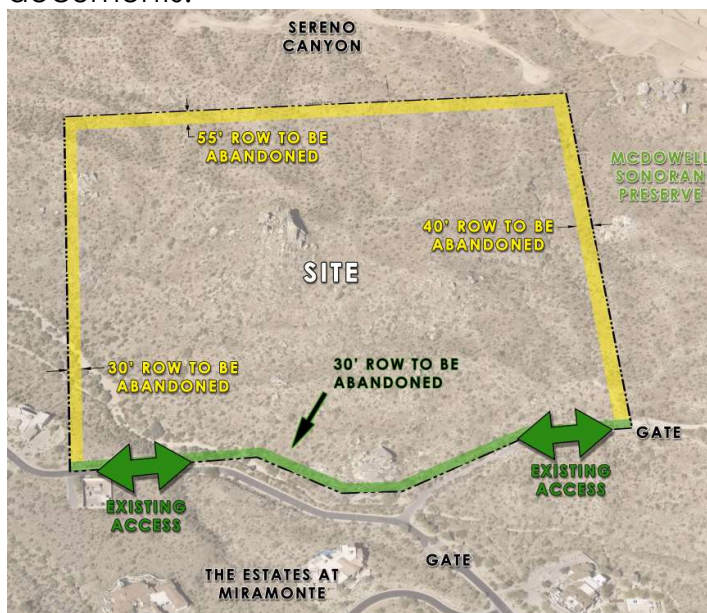 SERENO
CANYON
55' ROW TO BE
ABANDONED
MCDOWELL
SONORAN
PRESERVE
40' ROW TO BE
ABANDONED
SITE
30' ROW TO BE
ABANDONED
30' ROW TO BE
ABANDONED
GATE
EXISTING
ACCESS
EXISTING
ACCESS
GATE
THE ESTATES AT
MIRAMONTE